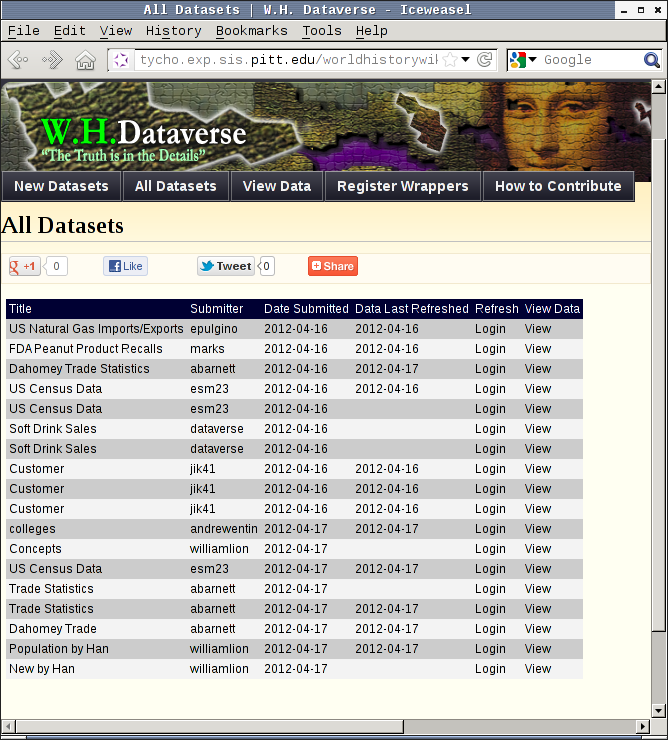 All Datasets | W.H. Dataverse - Iceweasel
File Edit View History Bookmarks Tools Help
tycho.exp.sis.pitt.edu/worldhistorywik Google
W.H.Dataverse
“The Truth is in the Details”
New Datasets All Datasets View Data Register Wrappers How to Contribute
All Datasets
+1 0 Like Tweet 0 Share
Title Submitter Date Submitted Data Last Refreshed Refresh View Data
US Natural Gas Imports/Exports epulgino 2012-04-16 2012-04-16 Login View
FDA Peanut Product Recalls marks 2012-04-16 2012-04-16 Login View
Dahomey Trade Statistics abarnett 2012-04-16 2012-04-17 Login View
US Census Data esm23 2012-04-16 2012-04-16 Login View
US Census Data esm23 2012-04-16 Login View
Soft Drink Sales dataverse 2012-04-16 Login View
Soft Drink Sales dataverse 2012-04-16 Login View
Customer jik41 2012-04-16 2012-04-16 Login View
Customer jik41 2012-04-16 2012-04-16 Login View
Customer jik41 2012-04-16 2012-04-16 Login View
colleges andrewentin 2012-04-17 2012-04-17 Login View
Concepts williamlion 2012-04-17 Login View
US Census Data esm23 2012-04-17 2012-04-17 Login View
Trade Statistics abarnett 2012-04-17 Login View
Trade Statistics abarnett 2012-04-17 2012-04-17 Login View
Dahomey Trade abarnett 2012-04-17 2012-04-17 Login View
Population by Han williamlion 2012-04-17 2012-04-17 Login View
New by Han williamlion 2012-04-17 Login View